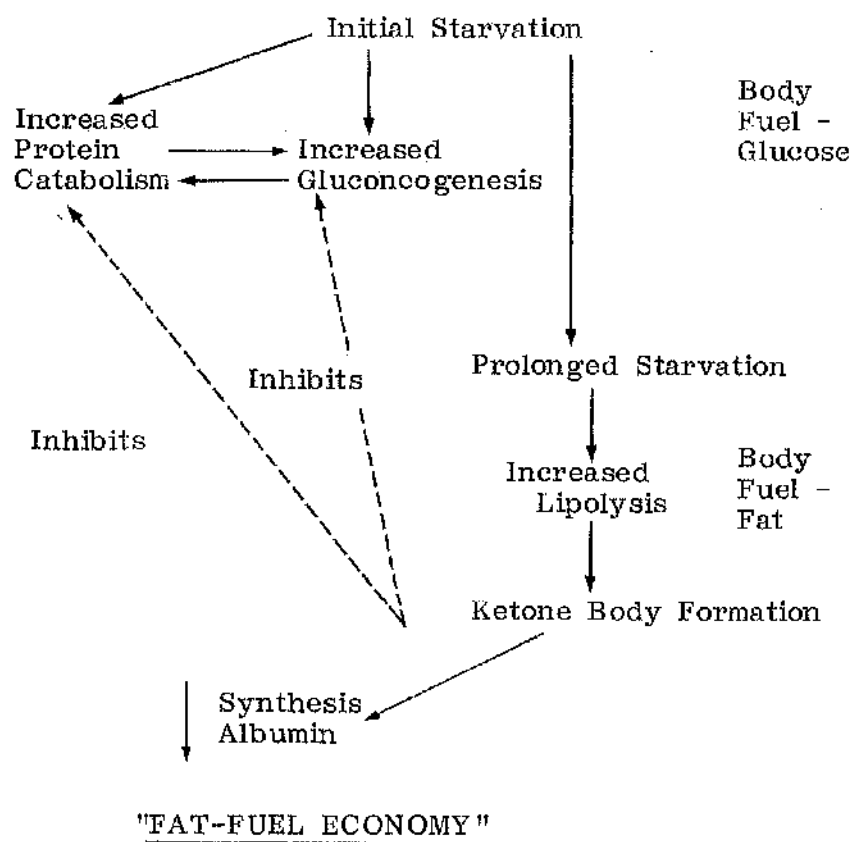 Initial Starvation
Body
Fuel -
Glucose
Increased
Protein
Catabolism
Increased
Gluconcogenesis
Prolonged Starvation
Inhibits
Inhibits
Increased
Lipolysis
Body
Fuel -
Fat
Ketone Body Formation
Synthesis
Albumin
"FAT-FUEL ECONOMY"